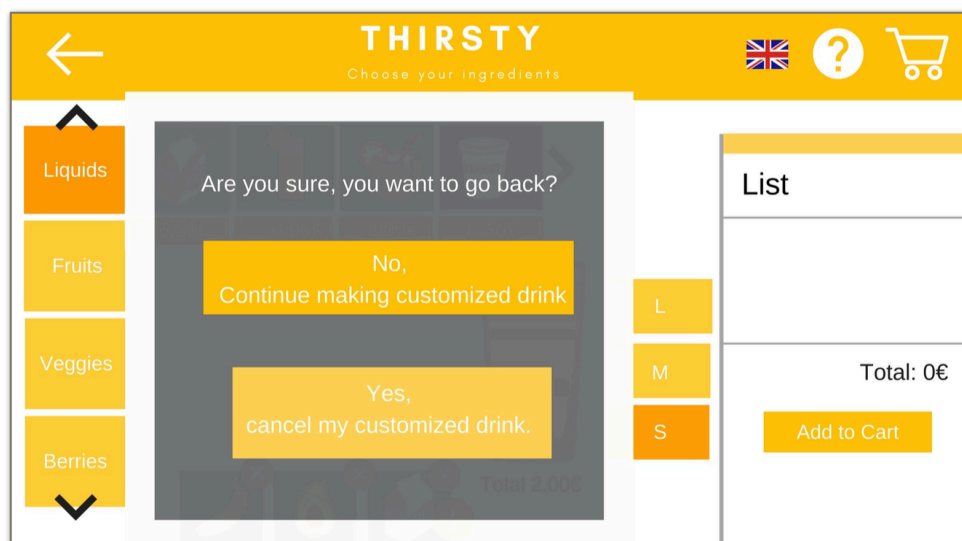 THIRSTY
Choose your ingredients
Liquids
Fruits
Veggies
Berries
Are you sure, you want to go back?
No,
Continue making customized drink
Yes,
cancel my customized drink.
Total 2.00€
L
M
S
List
Total: 0€
Add to Cart